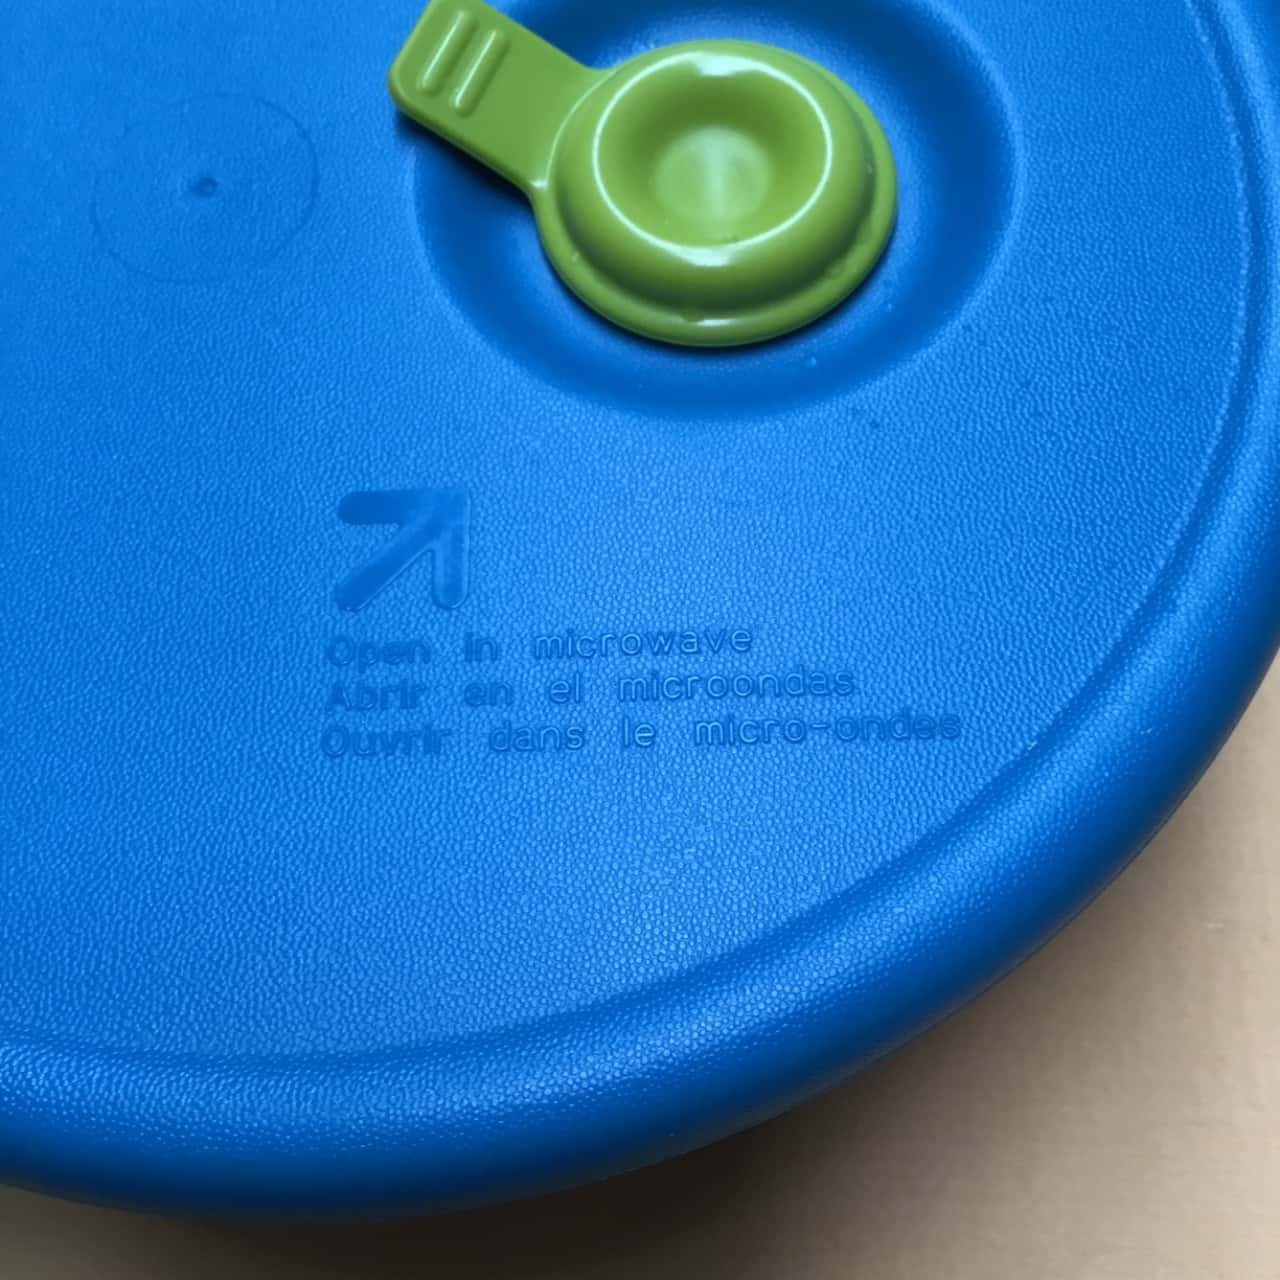 Open in microwave
Abrir en el microondas
Ouvrir dans le micro-ondes